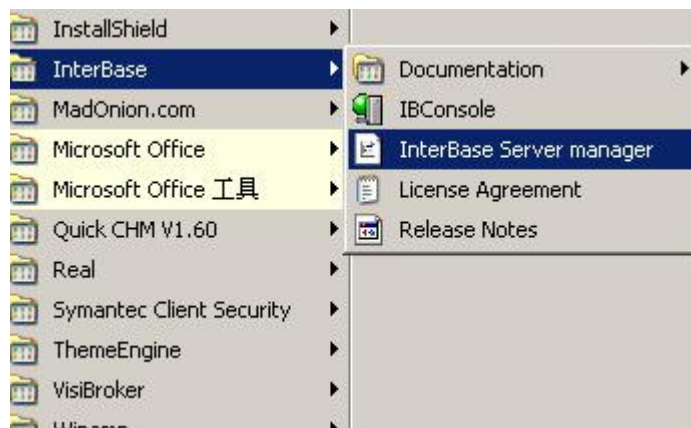 InstallShield
InterBase
MadOnion.com
Microsoft Office
Microsoft Office 工具
Quick CHM V1.60
Real
Symantec Client Security
ThemeEngine
VisiBroker
Documentation
IBConsole
InterBase Server manager
License Agreement
Release Notes